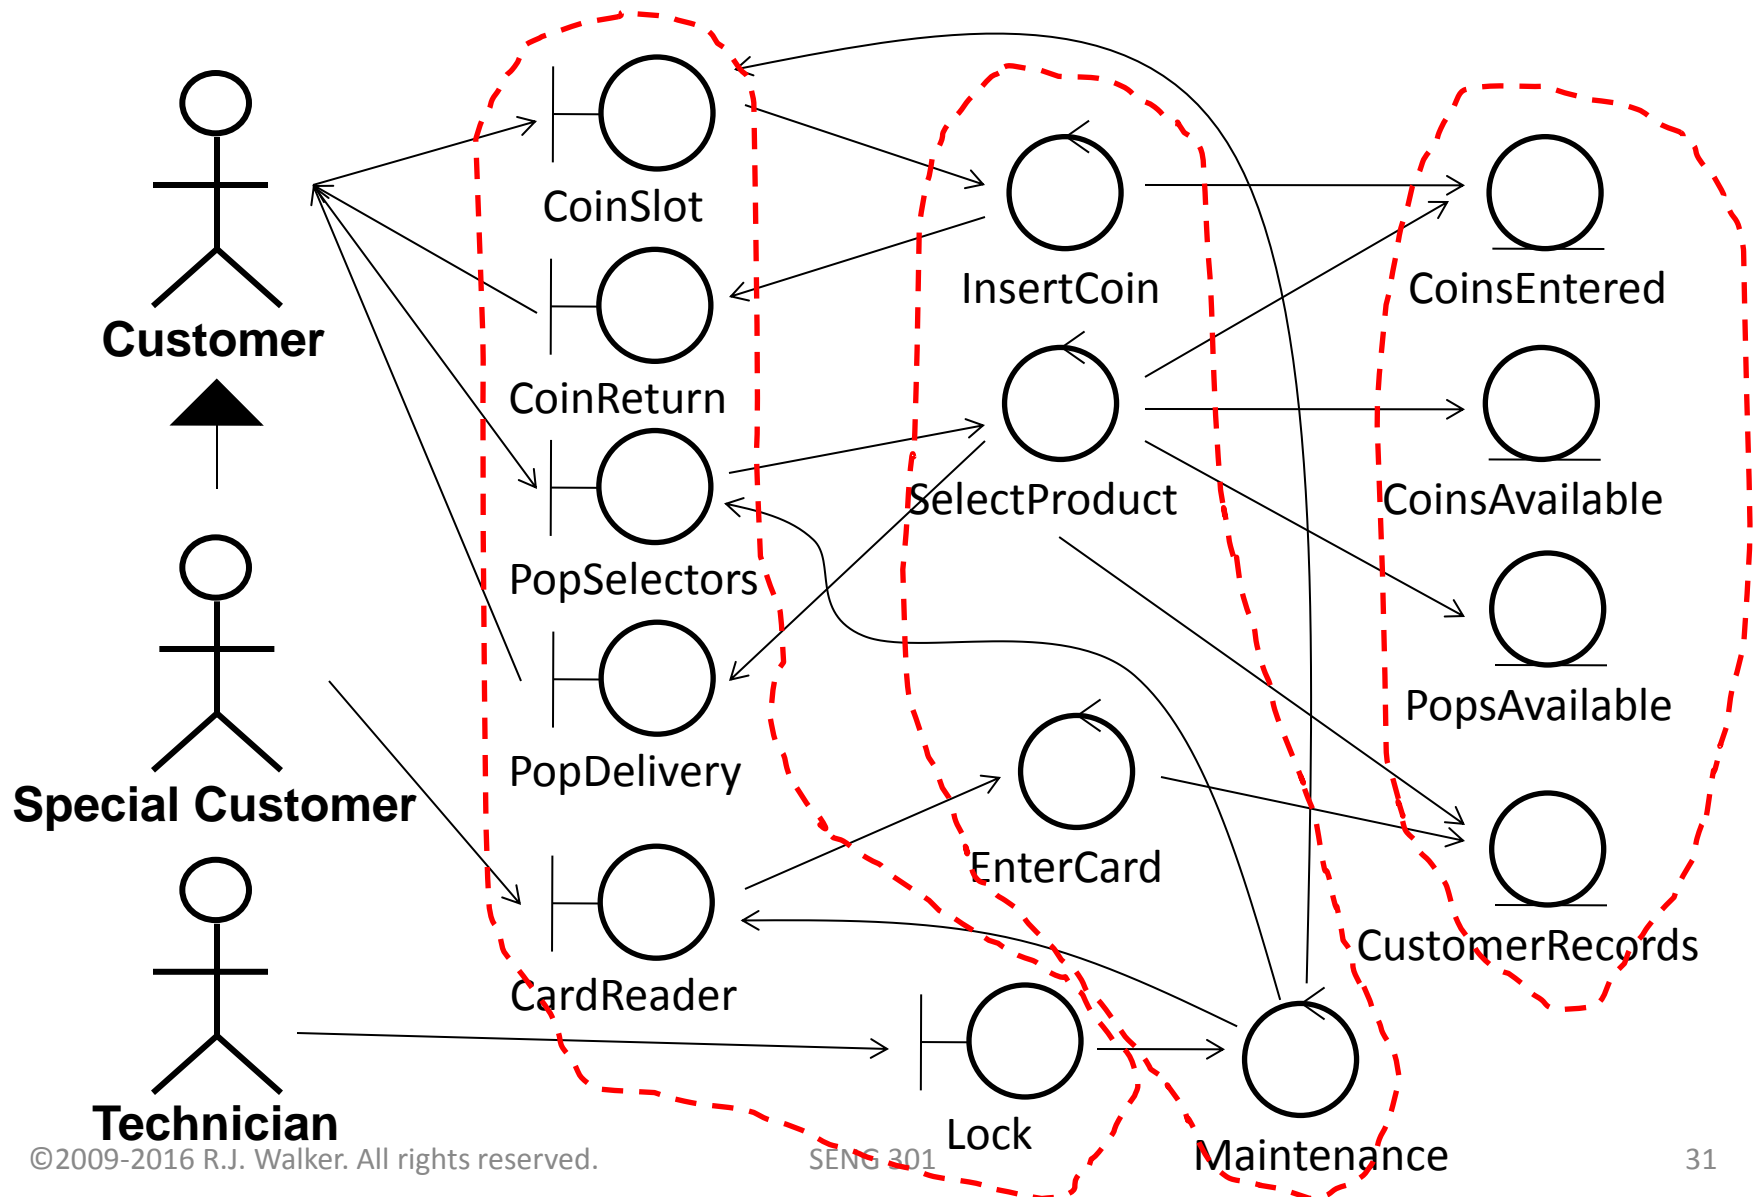 CoinSlot
InsertCoin
CoinsEntered
Customer
CoinReturn
SelectProduct
CoinsAvailable
PopSelectors
PopsAvailable
PopDelivery
Special Customer
EnterCard
CustomerRecords
CardReader
Technician
Lock
Maintenance
©2009-2016 R.J. Walker. All rights reserved.
SENG 301
31